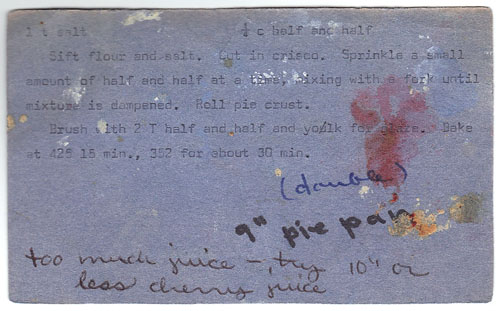 1 t salt ½ c half and half
Sift flour and salt. Cut in crisco. Sprinkle a small
amount of half and half at a time, mixing with a fork until
mixture is dampened. Roll pie crust.
Brush with 2 T half and half and yolk for glaze. Bake
at 425 15 min., 352 for about 30 min.
(double)
9" pie pan
too much juice - try 10" or
less cherry juice